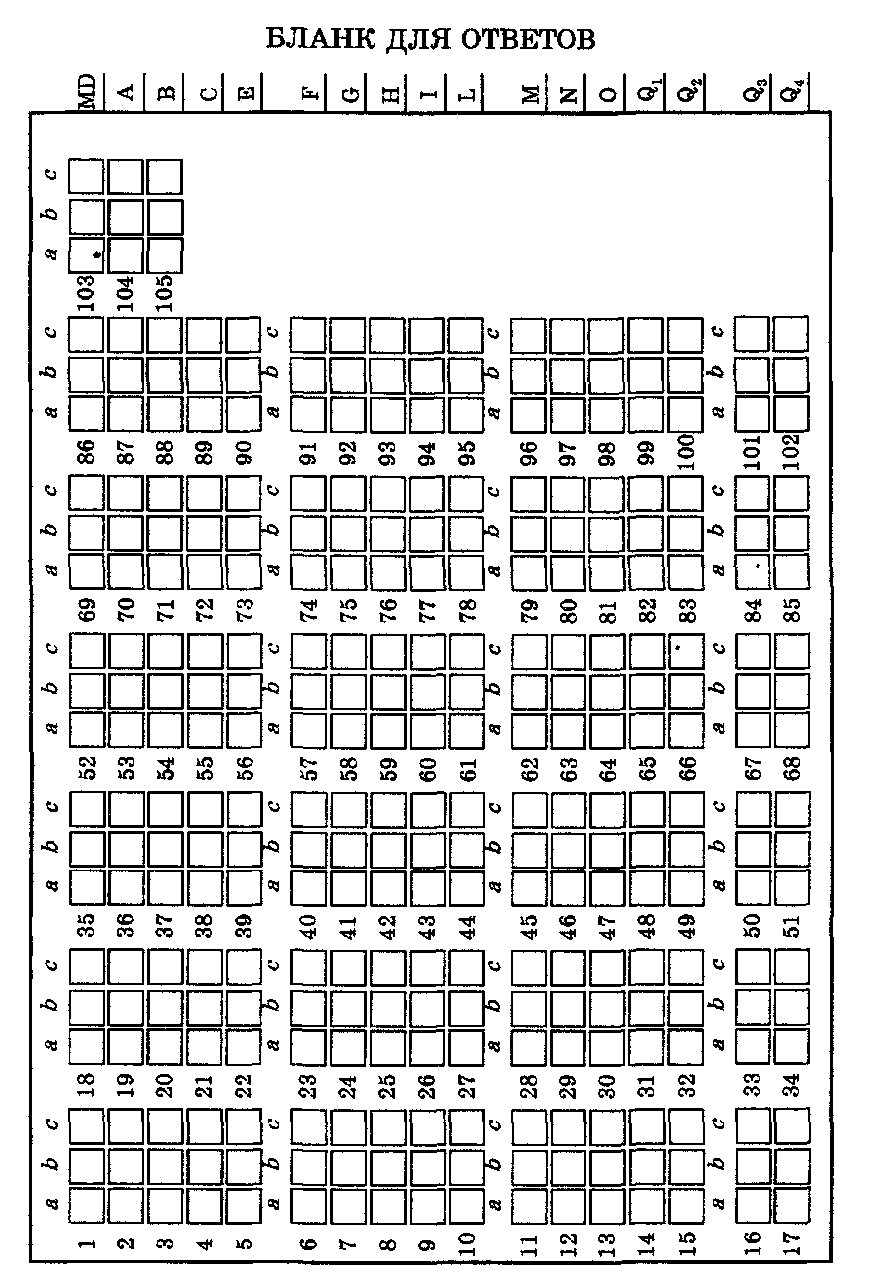 БЛАНК ДЛЯ ОТВЕТОВ
a b c a b c a b c a b c a b c a b c a b c
1 18 35 52 69 86 103 MD
2 19 36 53 70 87 104 A
3 20 37 54 71 88 105 B
4 21 38 55 72 89 C
5 22 39 56 73 90 E
a b c a b c a b c a b c a b c a b c
6 23 40 57 74 91 F
7 24 41 58 75 92 G
8 25 42 59 76 93 H
9 26 43 60 77 94 I
10 27 44 61 78 95 L
a b c a b c a b c a b c a b c a b c
11 28 45 62 79 96 M
12 29 46 63 80 97 N
13 30 47 64 81 98 O
14 31 48 65 82 99 Q₁
15 32 49 66 83 100 Q₂
a b c a b c a b c a b c a b c a b c
16 33 50 67 84 101 Q₃
17 34 51 68 85 102 Q₄